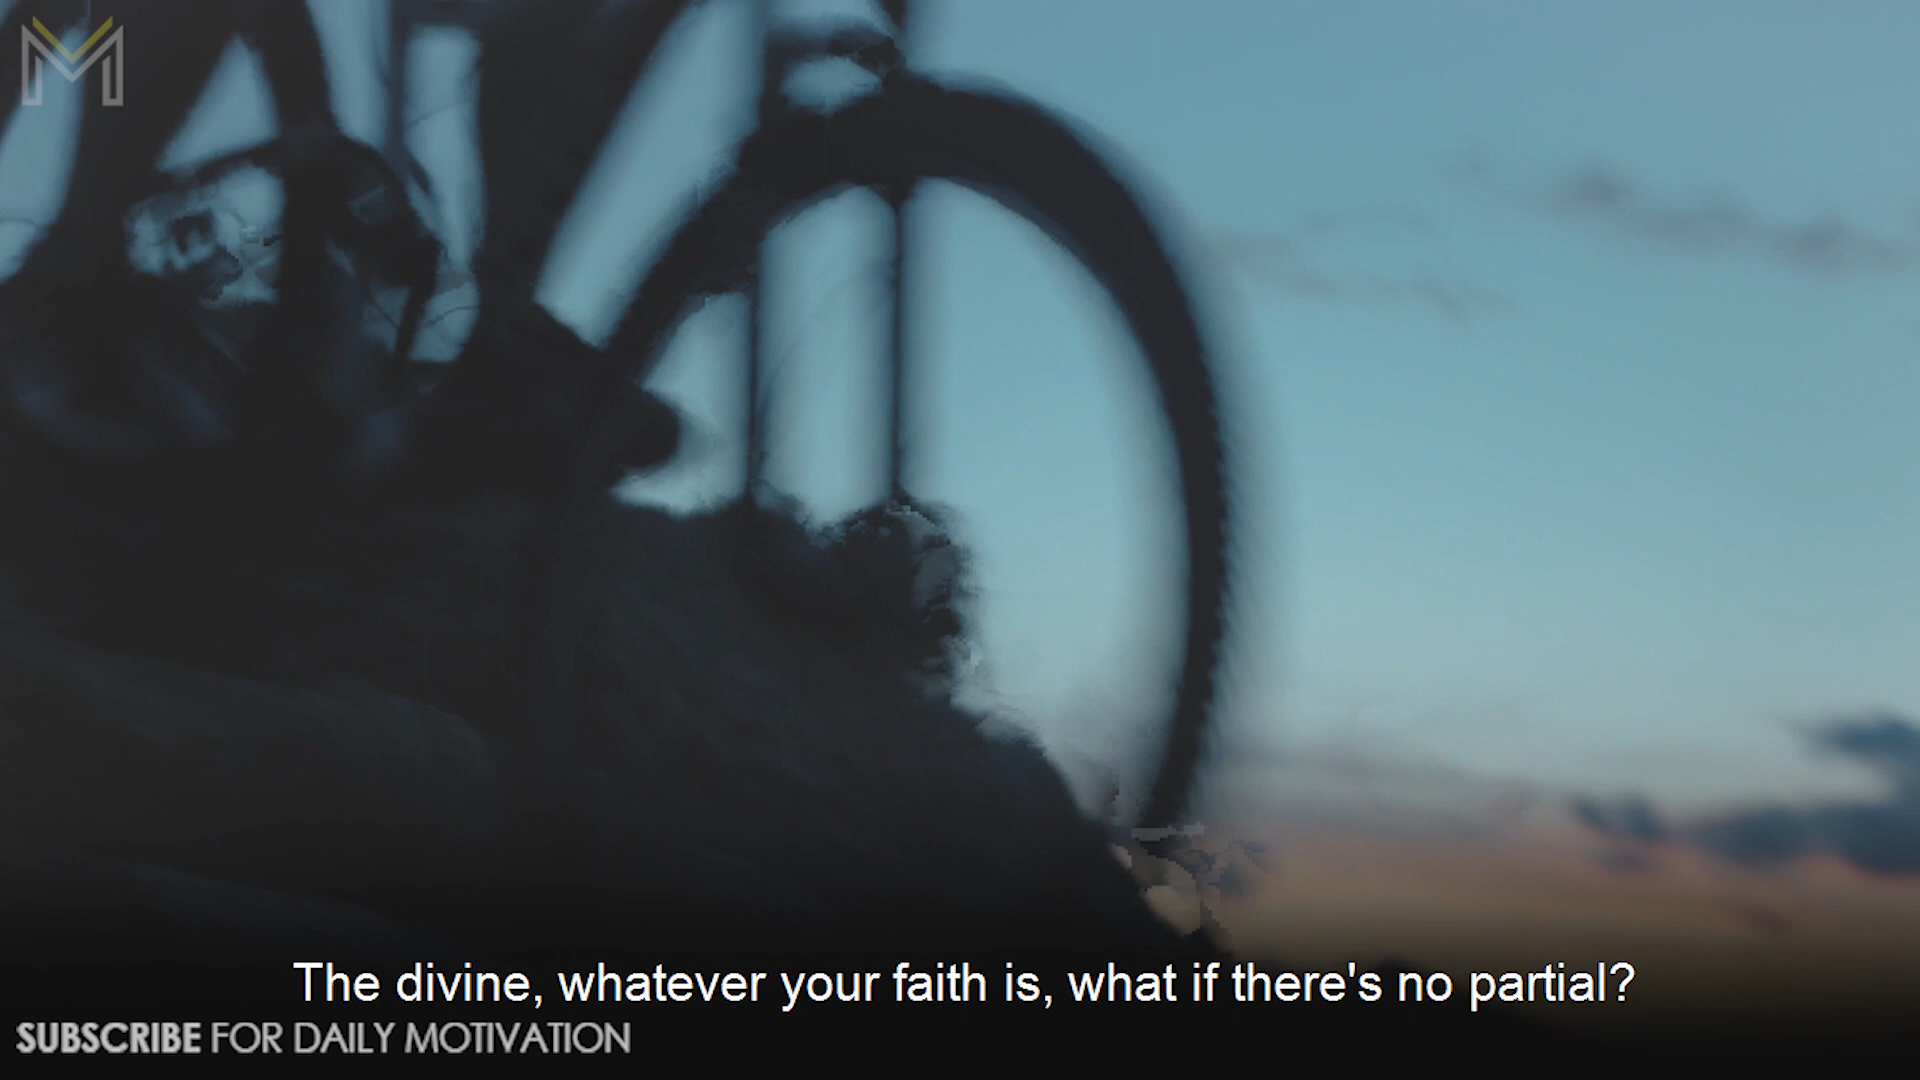 M
The divine, whatever your faith is, what if there's no partial?
SUBSCRIBE FOR DAILY MOTIVATION